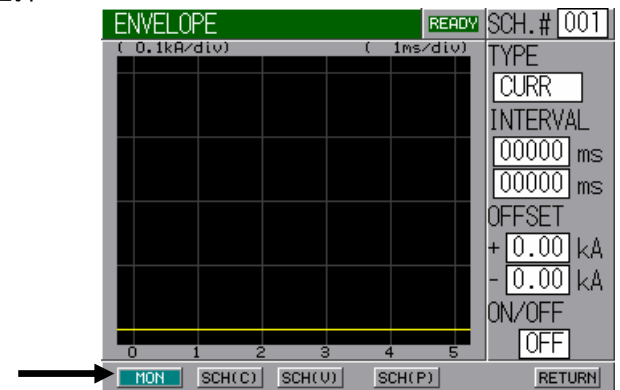 ENVELOPE READY SCH.# 001
( 0.1kA/div) ( 1ms/div)
TYPE
CURR
INTERVAL
00000 ms
00000 ms
OFFSET
+ 0.00 kA
- 0.00 kA
ON/OFF
OFF
0 1 2 3 4 5
MON SCH(C) SCH(V) SCH(P) RETURN